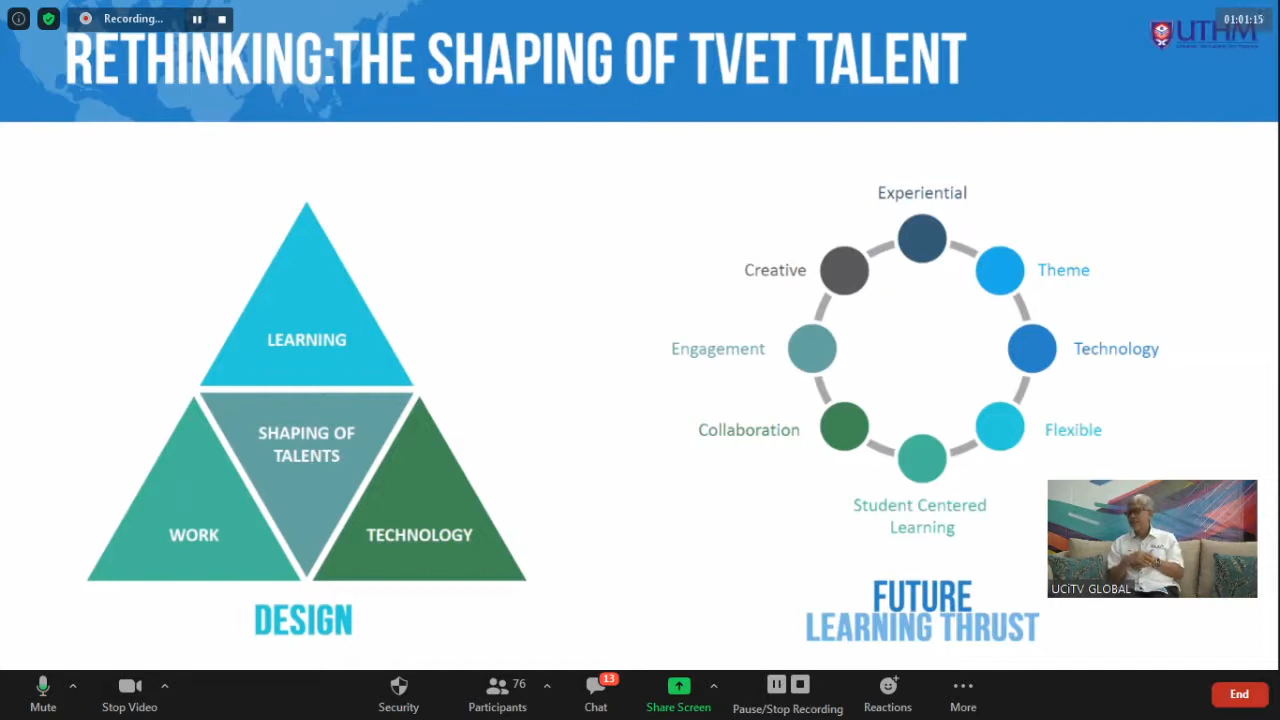 Recording...
01:01:15
RETHINKING:THE SHAPING OF TVET TALENT
UTHM
LEARNING
SHAPING OF
TALENTS
WORK
TECHNOLOGY
DESIGN
Experiential
Creative
Theme
Engagement
Technology
Collaboration
Flexible
Student Centered
Learning
FUTURE
LEARNING THRUST
UCiTV GLOBAL
Mute
Stop Video
Security
76
Participants
13
Chat
Share Screen
Pause/Stop Recording
Reactions
More
End